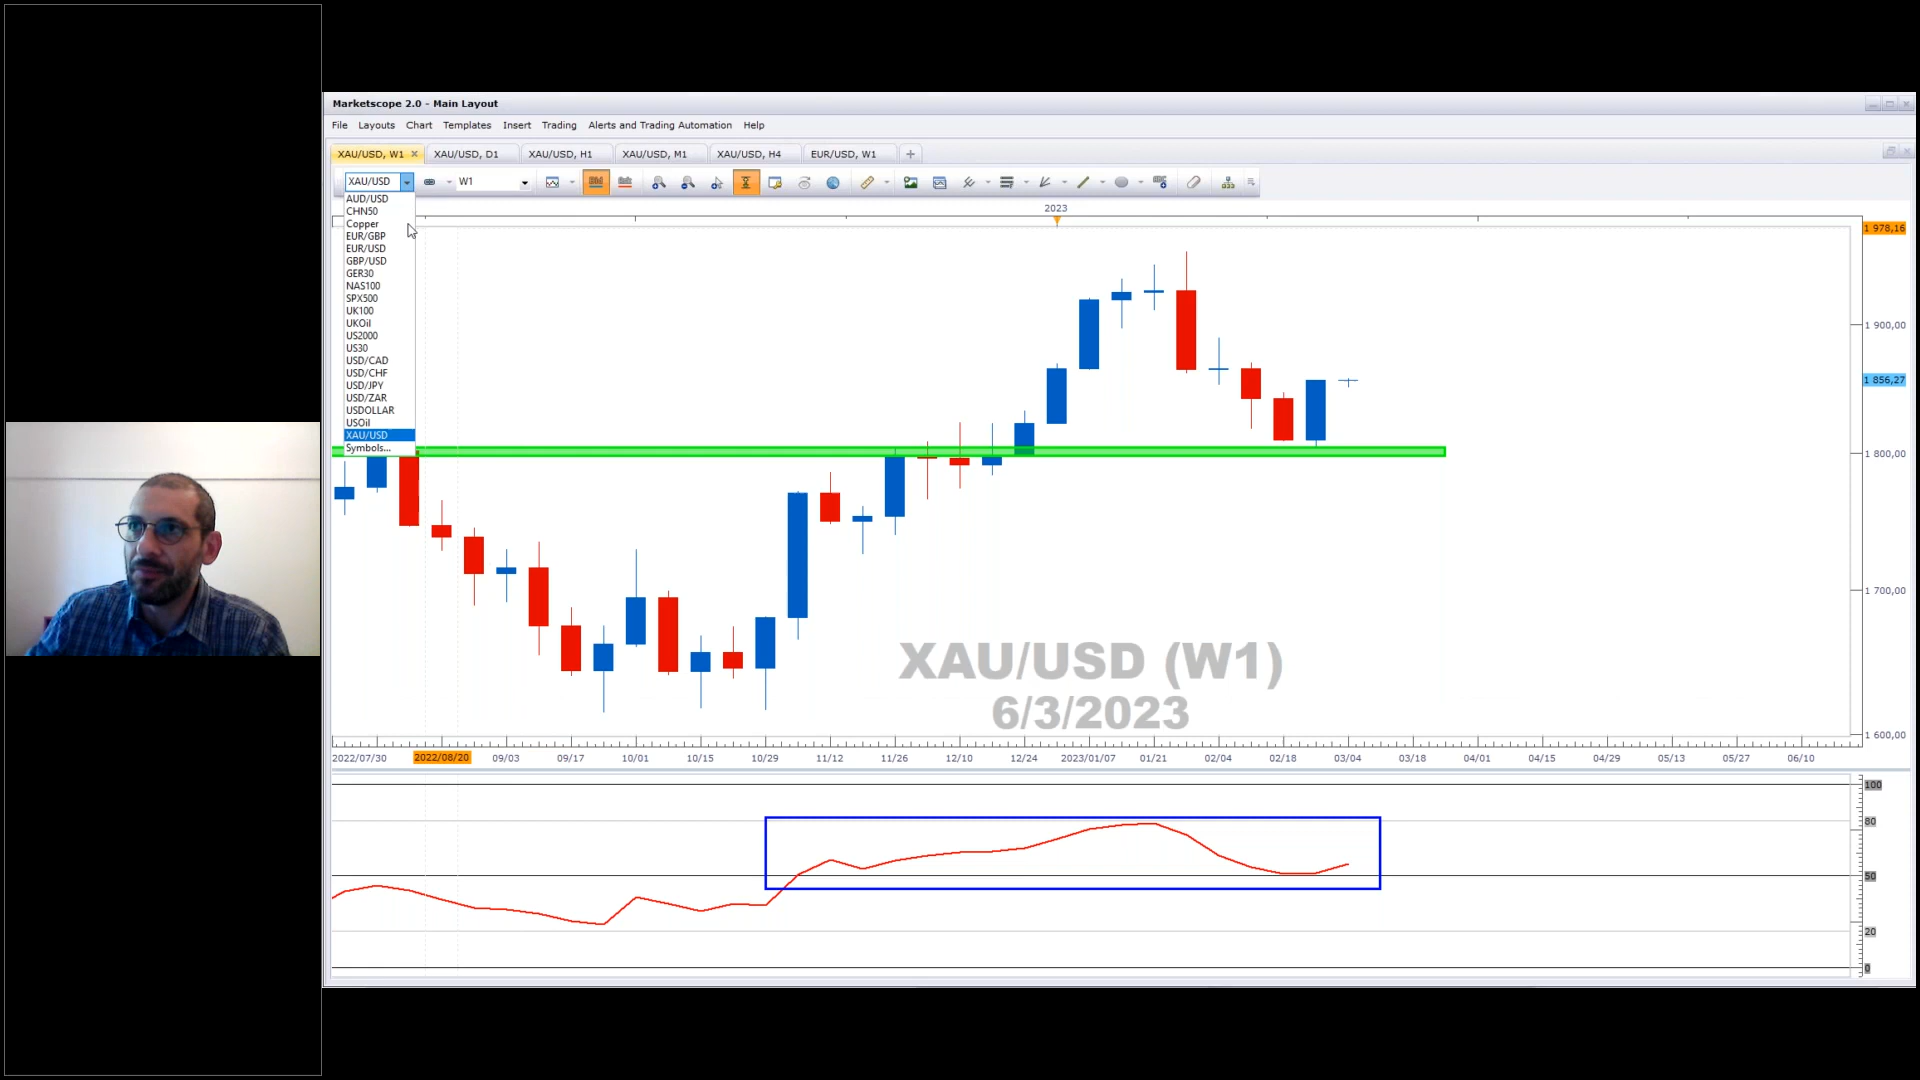 Marketscope 2.0 - Main Layout
File Layouts Chart Templates Insert Trading Alerts and Trading Automation Help
XAU/USD, W1 XAU/USD, D1 XAU/USD, H1 XAU/USD, M1 XAU/USD, H4 EUR/USD, W1
XAU/USD W1
AUD/USD
CHN50
Copper
EUR/GBP
EUR/USD
GBP/USD
GER30
NAS100
SPX500
UK100
UKOil
US2000
US30
USD/CAD
USD/CHF
USD/JPY
USD/ZAR
USDOLLAR
USOil
XAU/USD
Symbols...
2023
1 978,16
1 900,00
1 856,27
1 800,00
1 700,00
1 600,00
XAU/USD (W1)
6/3/2023
2022/07/30 2022/08/20 09/03 09/17 10/01 10/15 10/29 11/12 11/26 12/10 12/24 2023/01/07 01/21 02/04 02/18 03/04 03/18 04/01 04/15 04/29 05/13 05/27 06/10
100
80
50
20
0